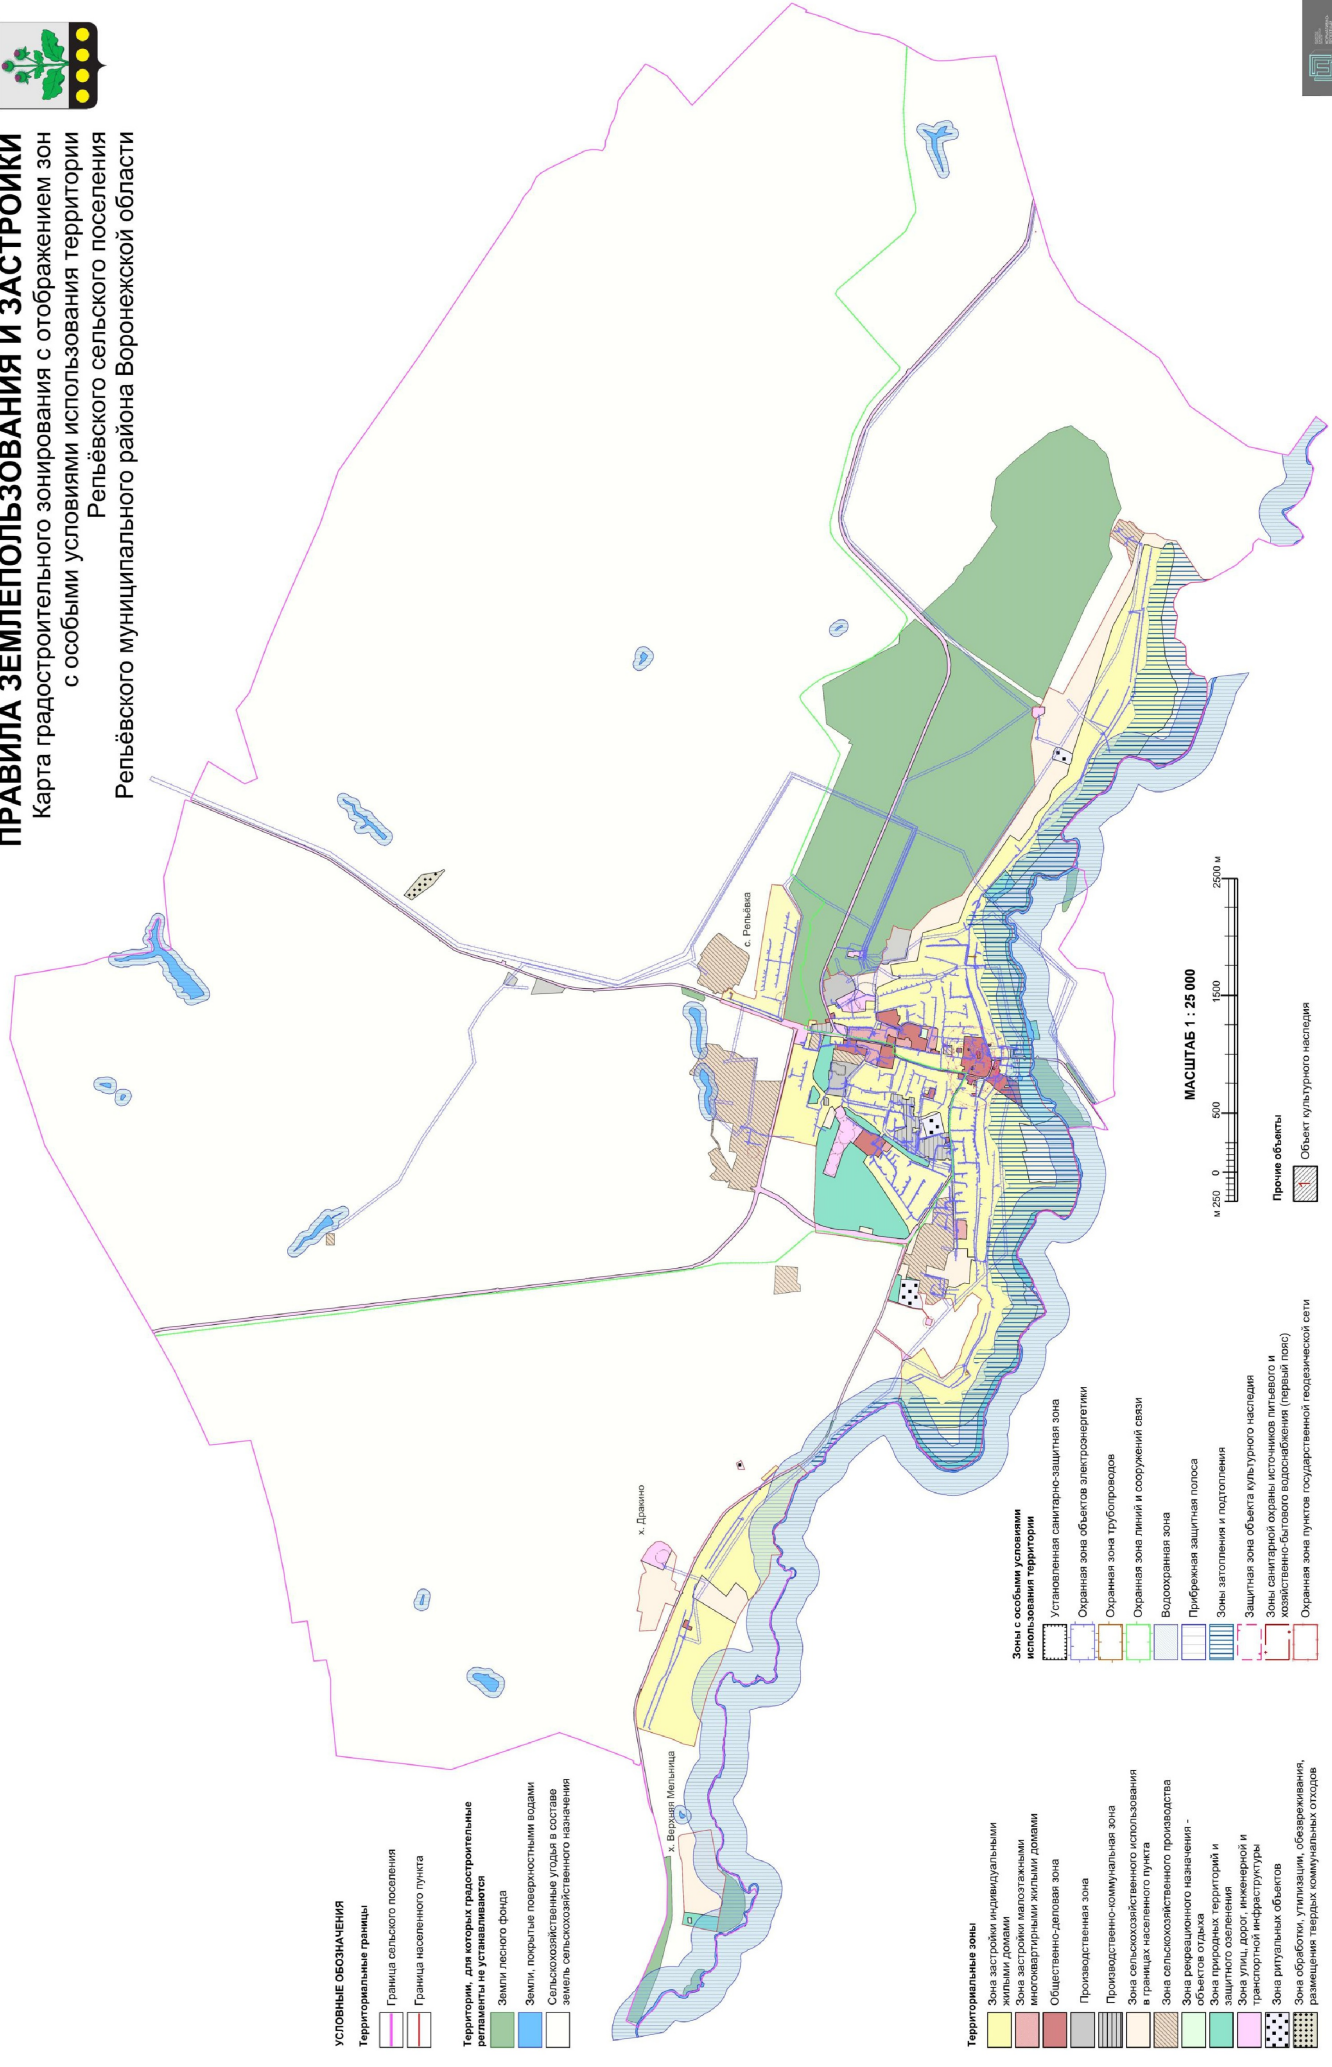 ПРАВИЛА ЗЕМЛЕПОЛЬЗОВАНИЯ И ЗАСТРОЙКИ
Карта градостроительного зонирования с отображением зон
с особыми условиями использования территории
Репьёвского сельского поселения
Репьёвского муниципального района Воронежской области
с. Репьёвка
х. Дракино
х. Верхняя Мельница
УСЛОВНЫЕ ОБОЗНАЧЕНИЯ
Территориальные границы
Граница сельского поселения
Граница населенного пункта
Территории, для которых градостроительные
регламенты не устанавливаются
Земли лесного фонда
Земли, покрытые поверхностными водами
Сельскохозяйственные угодья в составе
земель сельскохозяйственного назначения
Территориальные зоны
Зона застройки индивидуальными
жилыми домами
Зона застройки малоэтажными
многоквартирными жилыми домами
Общественно-деловая зона
Производственная зона
Производственно-коммунальная зона
Зона сельскохозяйственного использования
в границах населенного пункта
Зона сельскохозяйственного производства
Зона рекреационного назначения -
объектов отдыха
Зона природных территорий и
защитного озеленения
Зона улиц, дорог, инженерной и
транспортной инфраструктуры
Зона ритуальных объектов
Зона обработки, утилизации, обезвреживания,
размещения твердых коммунальных отходов
Зоны с особыми условиями
использования территории
Установленная санитарно-защитная зона
Охранная зона объектов электроэнергетики
Охранная зона трубопроводов
Охранная зона линий и сооружений связи
Водоохранная зона
Прибрежная защитная полоса
Зоны затопления и подтопления
Защитная зона объекта культурного наследия
Зоны санитарной охраны источников питьевого и
хозяйственно-бытового водоснабжения (первый пояс)
Охранная зона пунктов государственной геодезической сети
МАСШТАБ 1 : 25 000
м 250 0 500 1500 2500 м
Прочие объекты
1 Объект культурного наследия